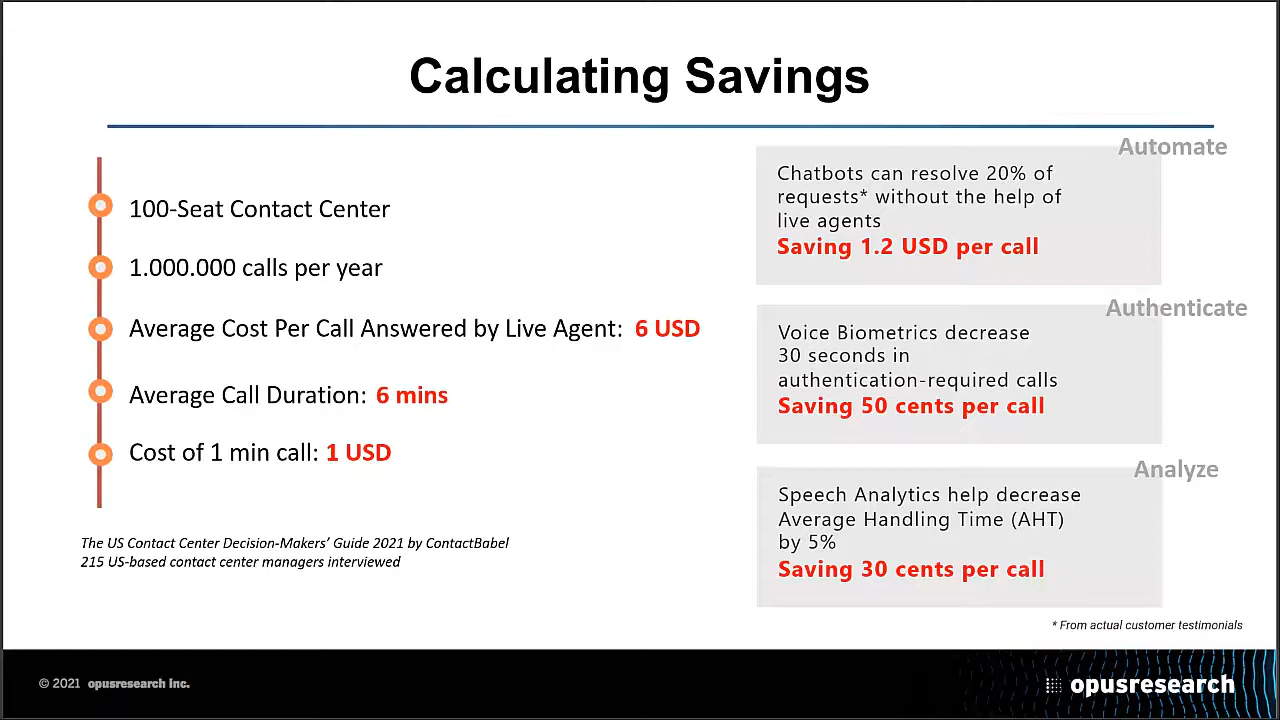 Calculating Savings
100-Seat Contact Center
1.000.000 calls per year
Average Cost Per Call Answered by Live Agent: 6 USD
Average Call Duration: 6 mins
Cost of 1 min call: 1 USD
The US Contact Center Decision-Makers’ Guide 2021 by ContactBabel
215 US-based contact center managers interviewed
Automate
Chatbots can resolve 20% of
requests* without the help of
live agents
Saving 1.2 USD per call
Authenticate
Voice Biometrics decrease
30 seconds in
authentication-required calls
Saving 50 cents per call
Analyze
Speech Analytics help decrease
Average Handling Time (AHT)
by 5%
Saving 30 cents per call
* From actual customer testimonials
© 2021 opusresearch Inc.
opusresearch